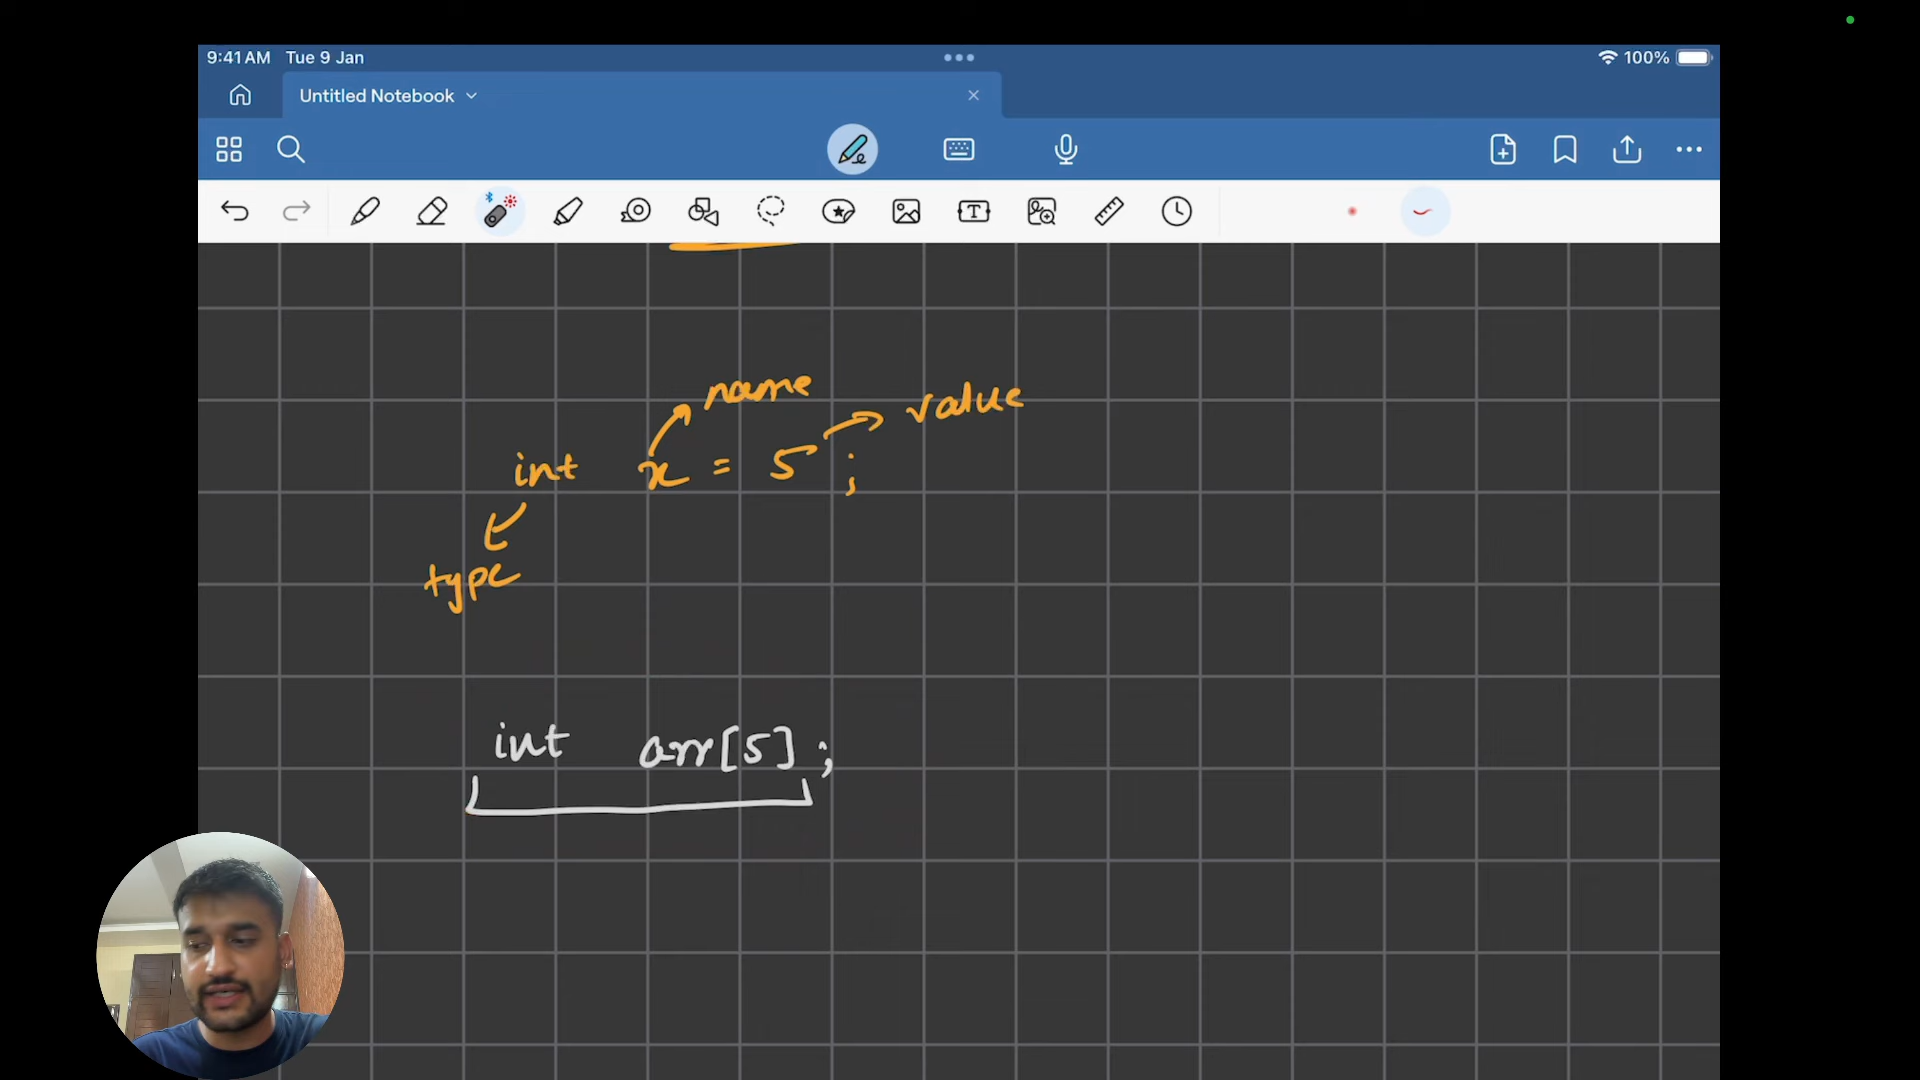 9:41 AM Tue 9 Jan
100%
Untitled Notebook
name
value
int x = 5 ;
type
int arr[5] ;